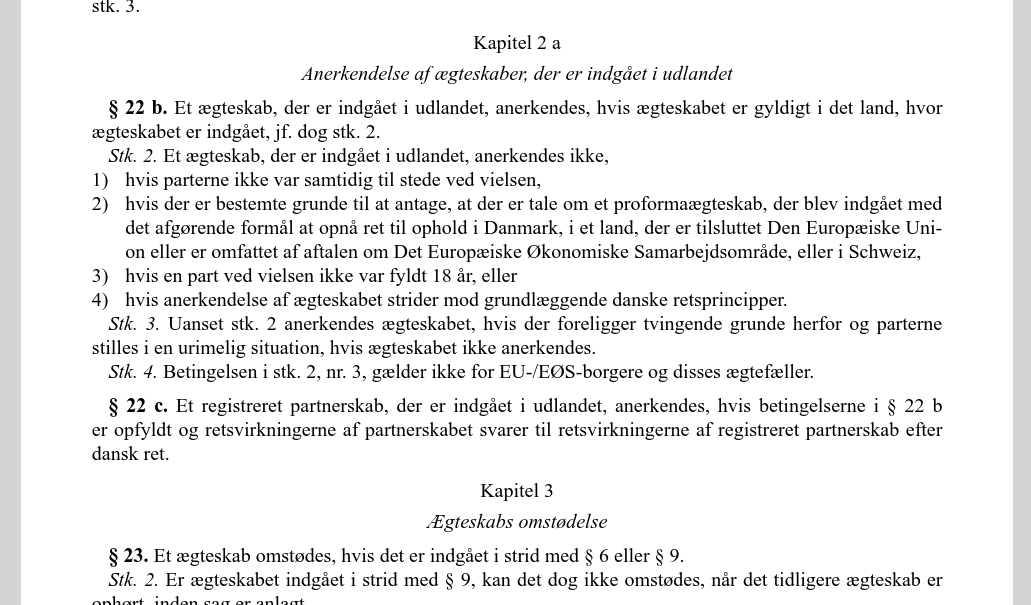 stk. 3.
Kapitel 2 a
Anerkendelse af ægteskaber, der er indgået i udlandet
§ 22 b. Et ægteskab, der er indgået i udlandet, anerkendes, hvis ægteskabet er gyldigt i det land, hvor
ægteskabet er indgået, jf. dog stk. 2.
Stk. 2. Et ægteskab, der er indgået i udlandet, anerkendes ikke,
1) hvis parterne ikke var samtidig til stede ved vielsen,
2) hvis der er bestemte grunde til at antage, at der er tale om et proformaægteskab, der blev indgået med
det afgørende formål at opnå ret til ophold i Danmark, i et land, der er tilsluttet Den Europæiske Uni-
on eller er omfattet af aftalen om Det Europæiske Økonomiske Samarbejdsområde, eller i Schweiz,
3) hvis en part ved vielsen ikke var fyldt 18 år, eller
4) hvis anerkendelse af ægteskabet strider mod grundlæggende danske retsprincipper.
Stk. 3. Uanset stk. 2 anerkendes ægteskabet, hvis der foreligger tvingende grunde herfor og parterne
stilles i en urimelig situation, hvis ægteskabet ikke anerkendes.
Stk. 4. Betingelsen i stk. 2, nr. 3, gælder ikke for EU-/EØS-borgere og disses ægtefæller.
§ 22 c. Et registreret partnerskab, der er indgået i udlandet, anerkendes, hvis betingelserne i § 22 b
er opfyldt og retsvirkningerne af partnerskabet svarer til retsvirkningerne af registreret partnerskab efter
dansk ret.
Kapitel 3
Ægteskabs omstødelse
§ 23. Et ægteskab omstødes, hvis det er indgået i strid med § 6 eller § 9.
Stk. 2. Er ægteskabet indgået i strid med § 9, kan det dog ikke omstødes, når det tidligere ægteskab er
ophørt, inden sag er anlagt.